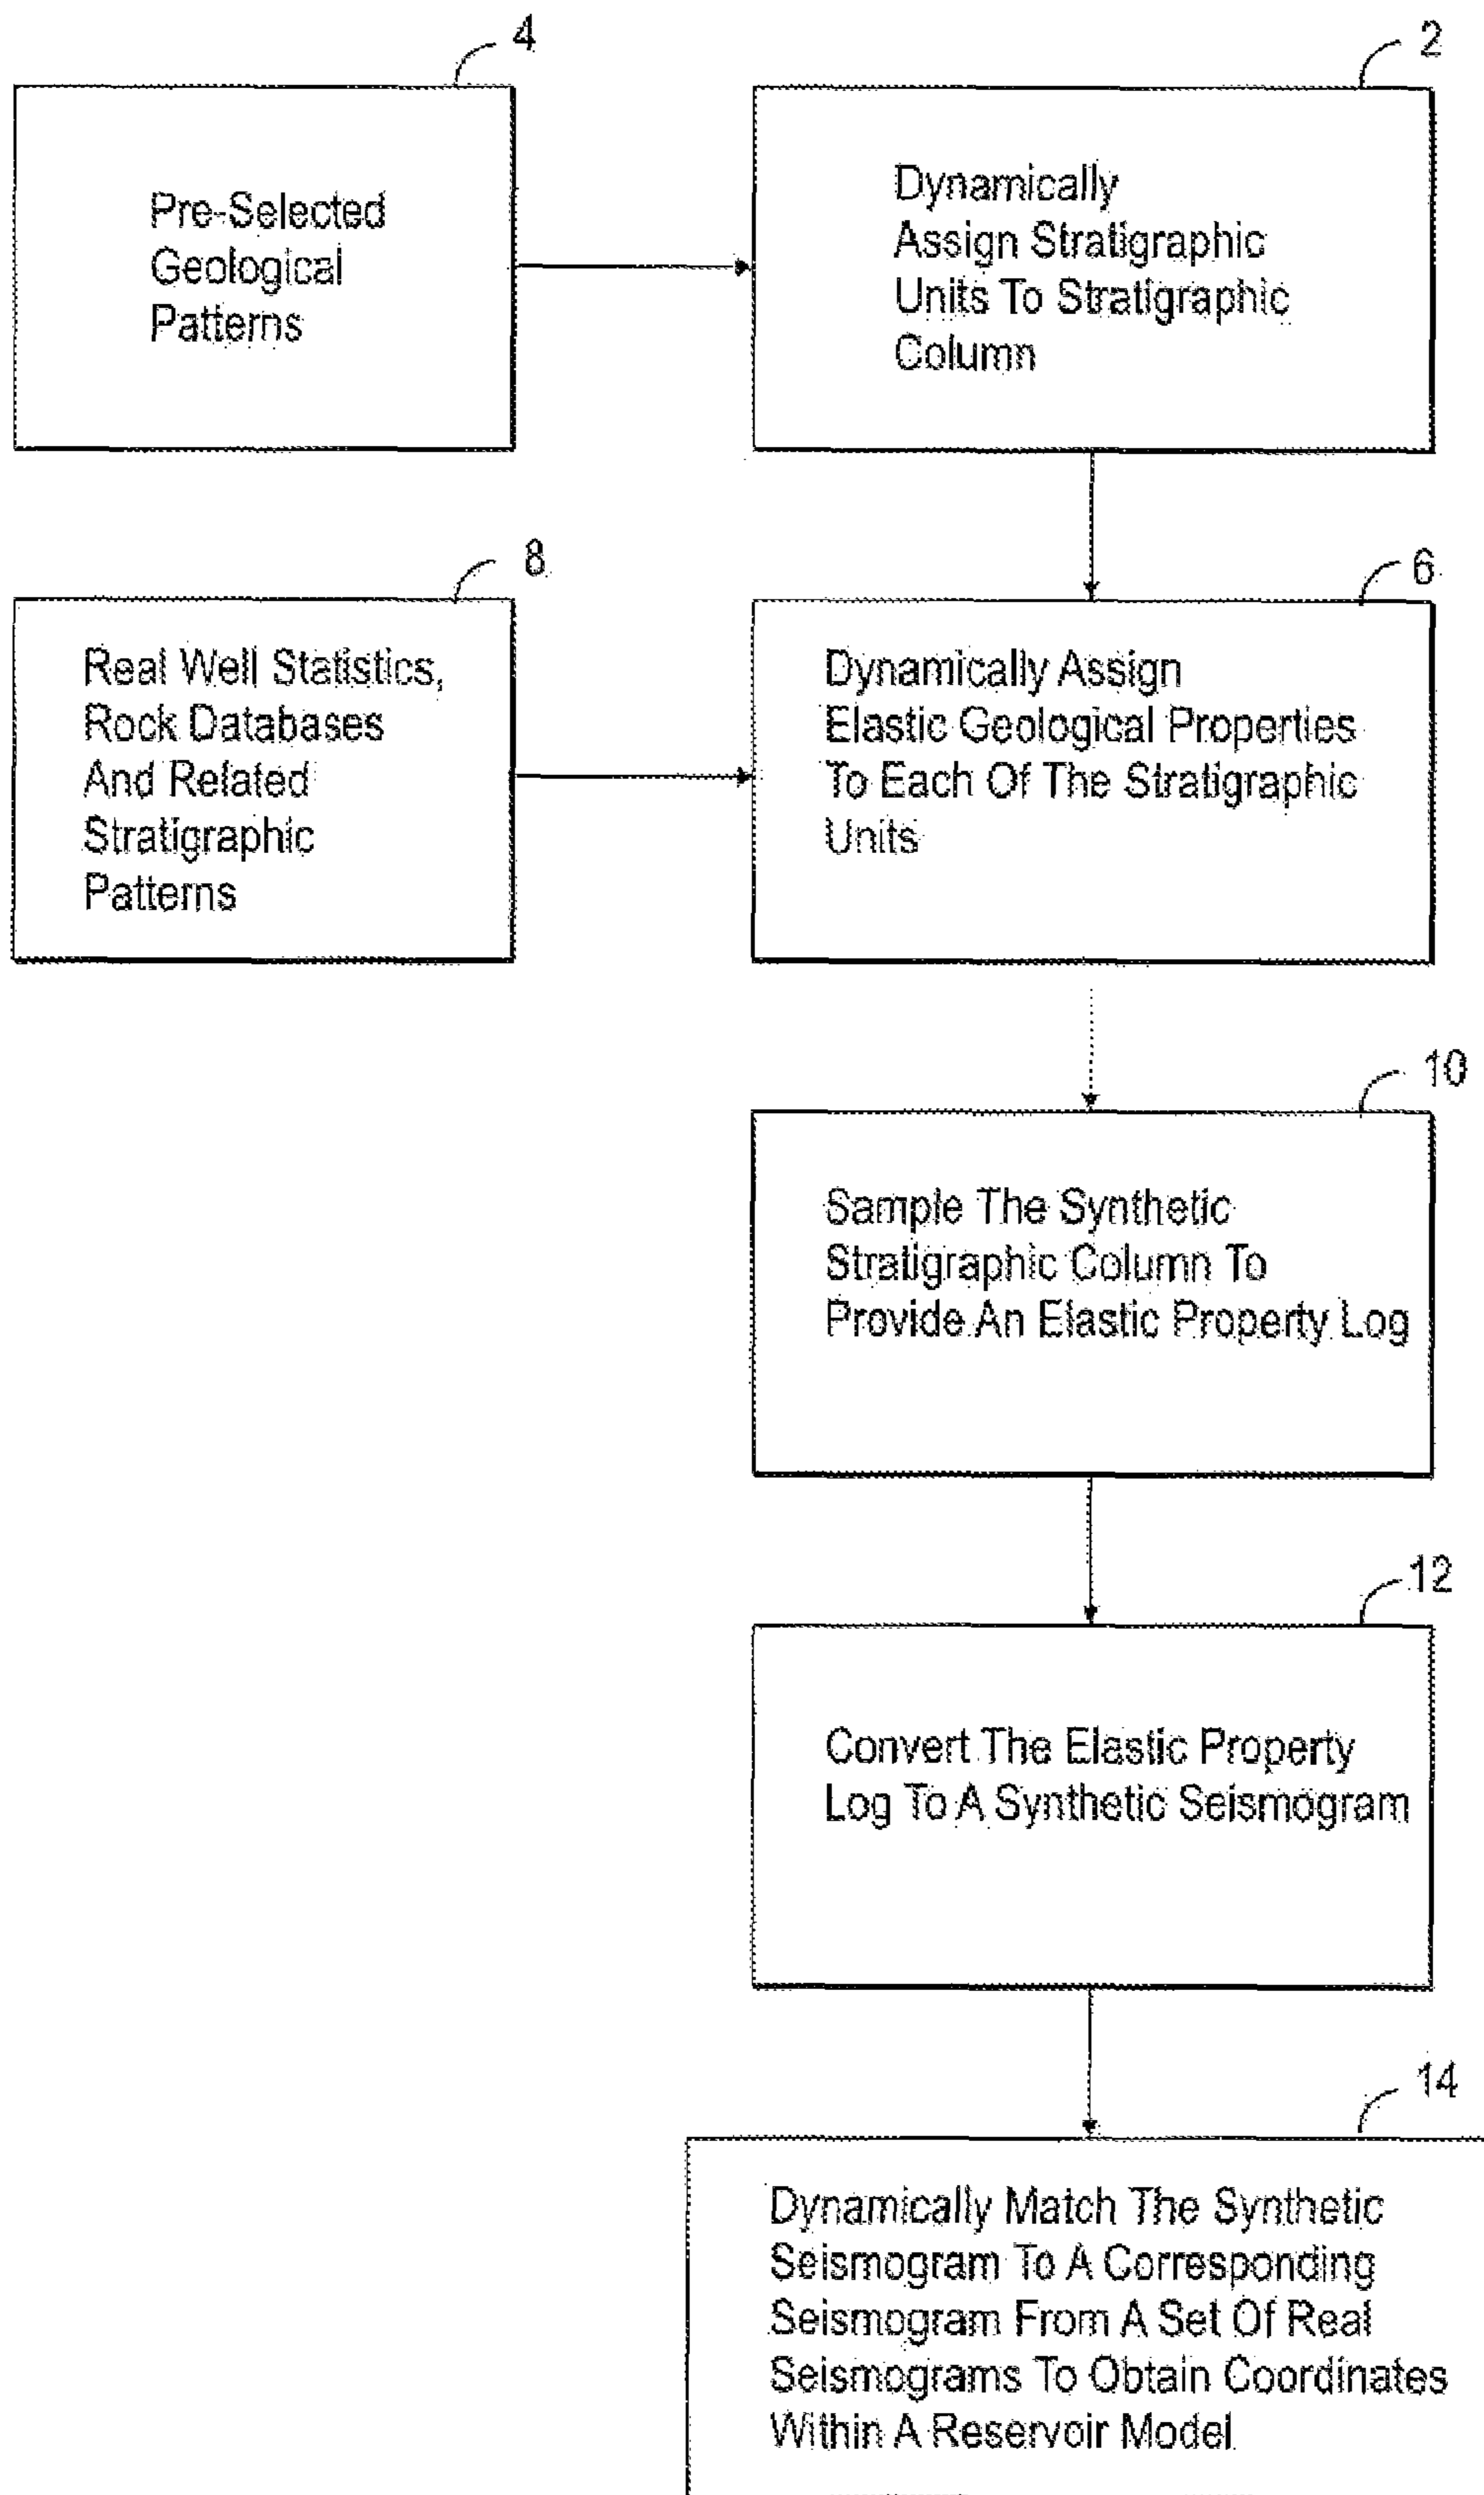 4
2
Pre-Selected
Geological
Patterns
Dynamically
Assign Stratigraphic
Units To Stratigraphic
Column
8
6
Real Well Statistics,
Rock Databases
And Related
Stratigraphic
Patterns
Dynamically Assign
Elastic Geological Properties
To Each Of The Stratigraphic
Units
10
Sample The Synthetic
Stratigraphic Column To
Provide An Elastic Property Log
12
Convert The Elastic Property
Log To A Synthetic Seismogram
14
Dynamically Match The Synthetic
Seismogram To A Corresponding
Seismogram From A Set Of Real
Seismograms To Obtain Coordinates
Within A Reservoir Model